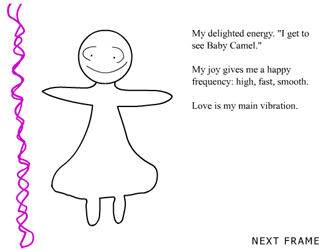 My delighted energy. "I get to
see Baby Camel."
My joy gives me a happy
frequency: high, fast, smooth.
Love is my main vibration.
NEXT FRAME